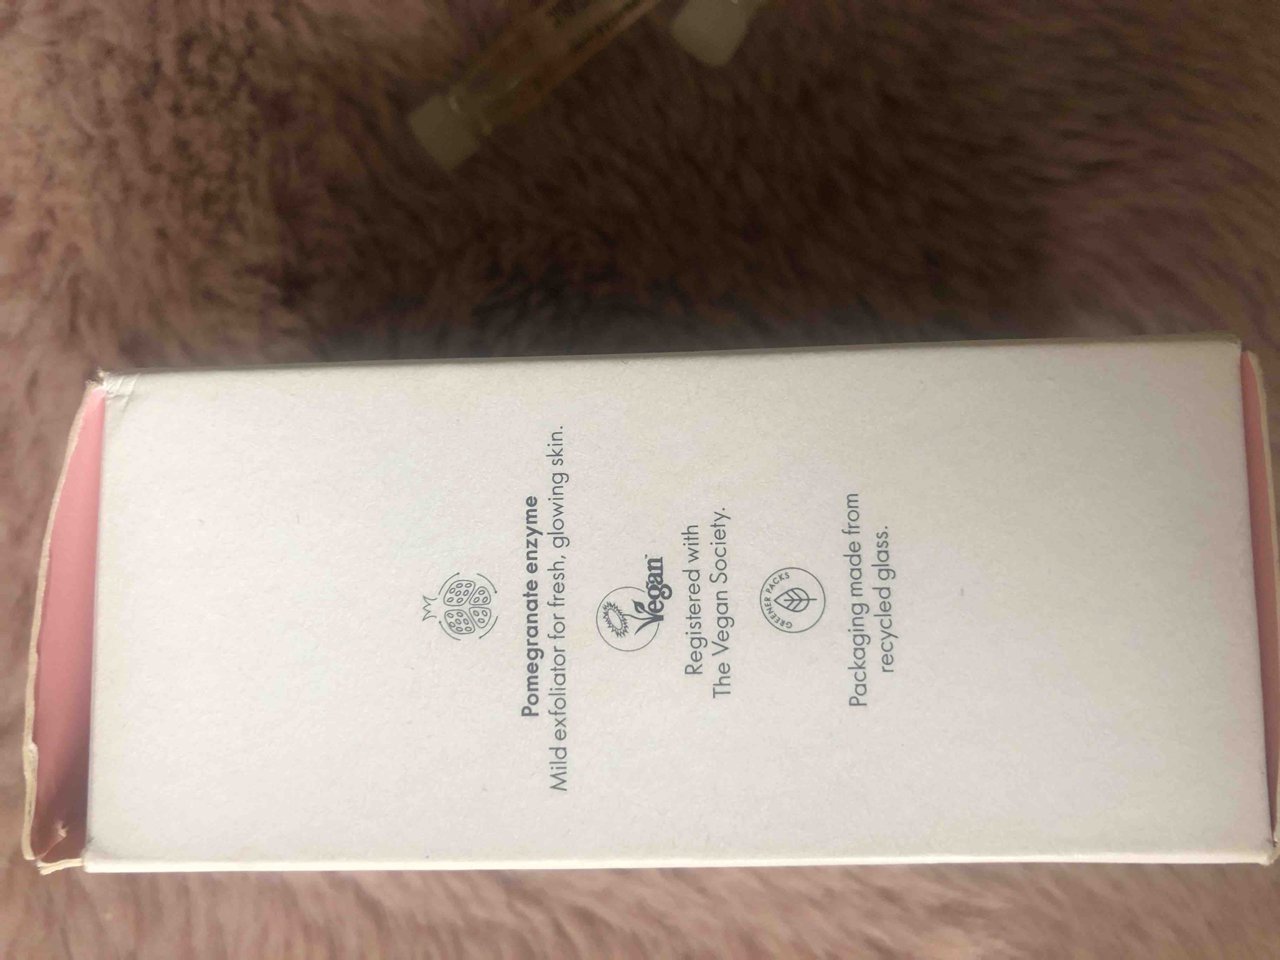 Pomegranate enzyme
Mild exfoliator for fresh, glowing skin.
Vegan™
Registered with
The Vegan Society.
GREENER PACKS
Packaging made from
recycled glass.